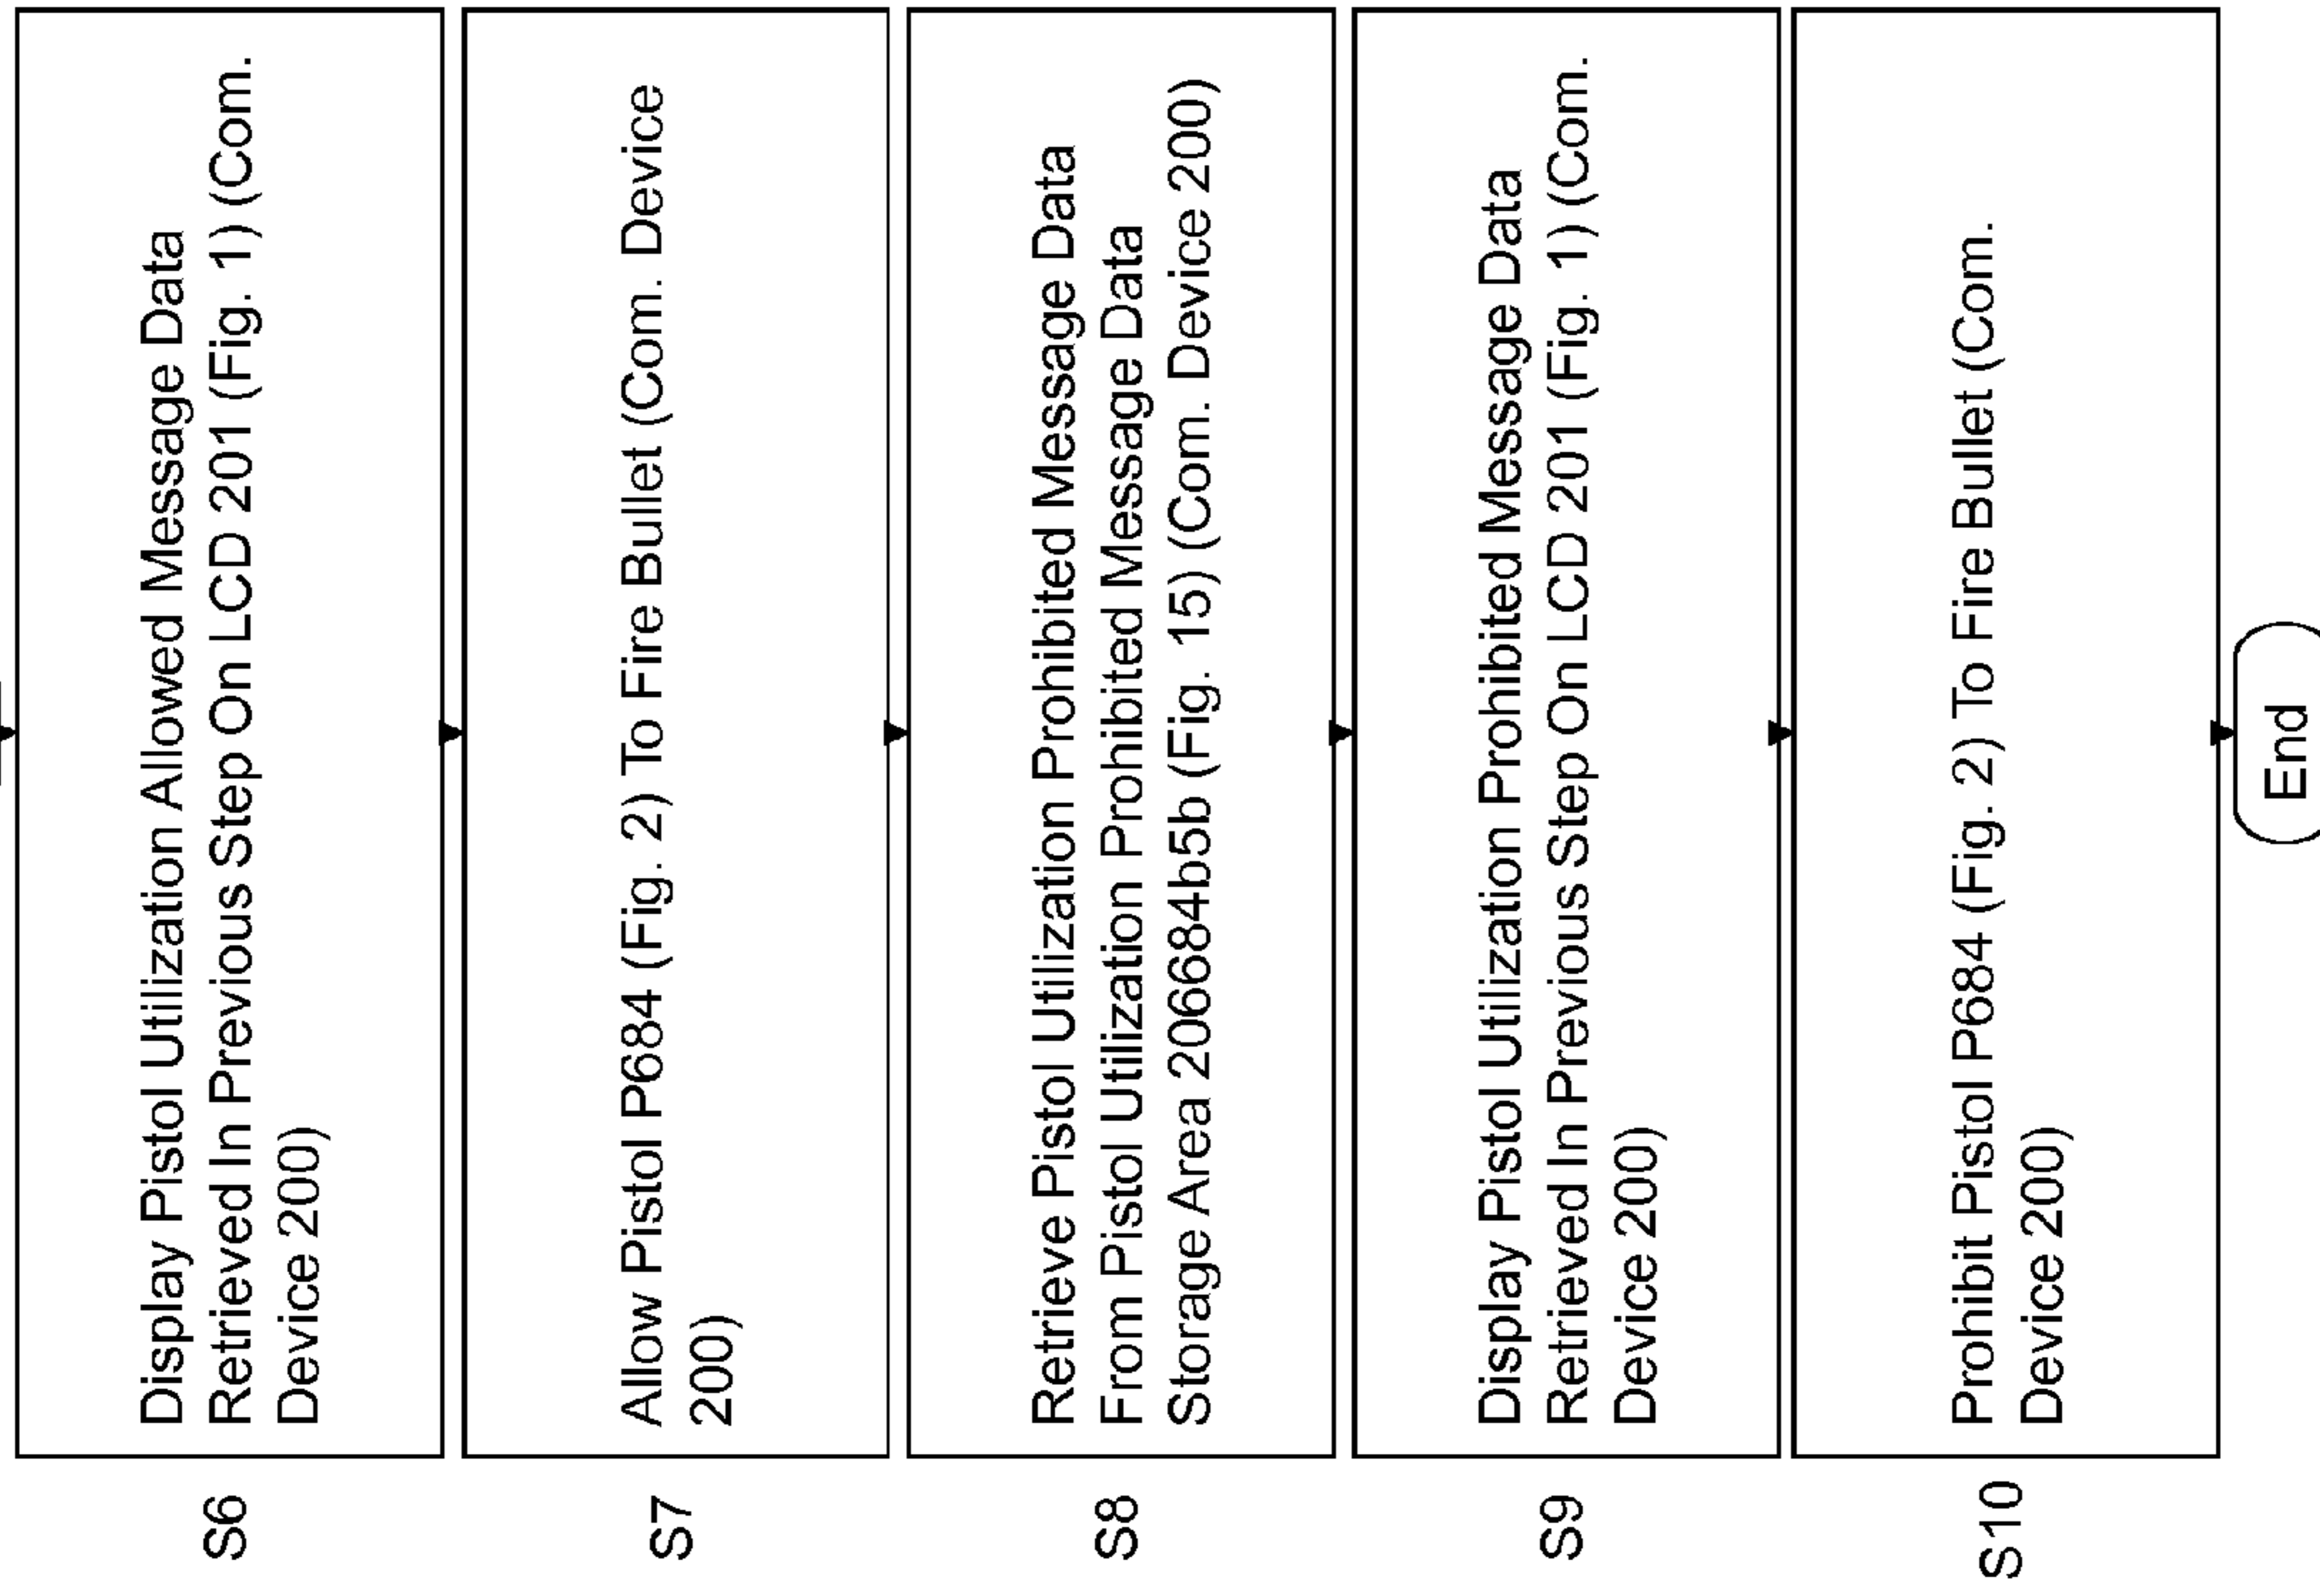 S6
Display Pistol Utilization Allowed Message Data
Retrieved In Previous Step On LCD 201 (Fig. 1) (Com.
Device 200)
S7
Allow Pistol P684 (Fig. 2) To Fire Bullet (Com. Device
200)
S8
Retrieve Pistol Utilization Prohibited Message Data
From Pistol Utilization Prohibited Message Data
Storage Area 20684b5b (Fig. 15) (Com. Device 200)
S9
Display Pistol Utilization Prohibited Message Data
Retrieved In Previous Step On LCD 201 (Fig. 1) (Com.
Device 200)
S10
Prohibit Pistol P684 (Fig. 2) To Fire Bullet (Com.
Device 200)
End